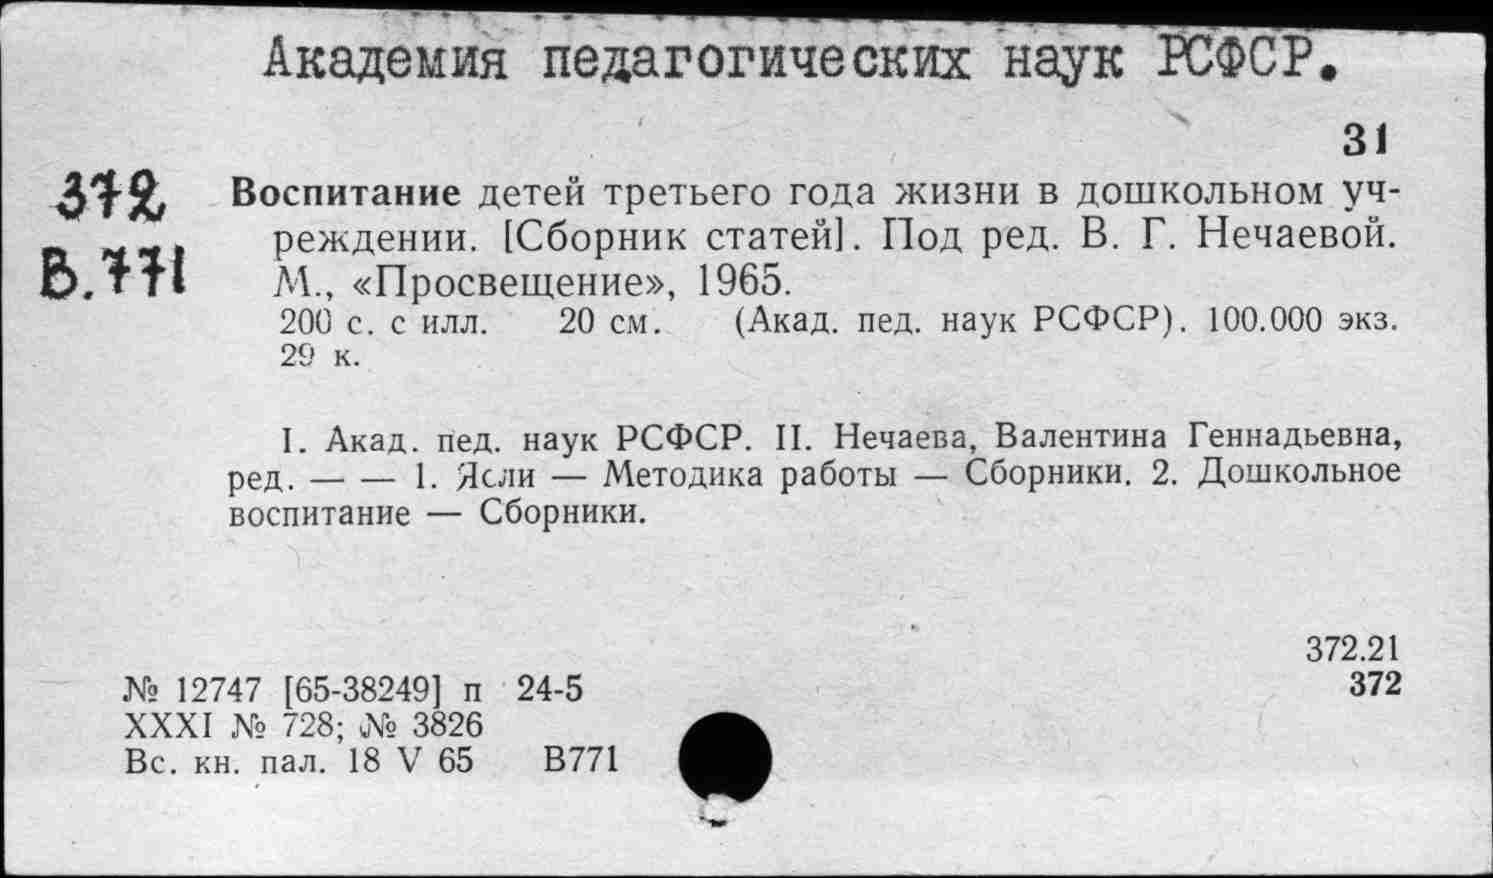 Академия педагогических наук РСФСР.
31
372
В.771
Воспитание детей третьего года жизни в дошкольном уч-
реждении. [Сборник статей]. Под ред. В. Г. Нечаевой.
М., «Просвещение», 1965.
200 с. с илл. 20 см. (Акад. пед. наук РСФСР). 100.000 экз.
29 к.
I. Акад. пед. наук РСФСР. II. Нечаева, Валентина Геннадьевна,
ред. — — 1. Ясли — Методика работы — Сборники. 2. Дошкольное
воспитание — Сборники.
372.21
№ 12747 [65-38249] п 24-5
372
XXXI № 728; № 3826
Вс. кн. пал. 18 V 65 В771